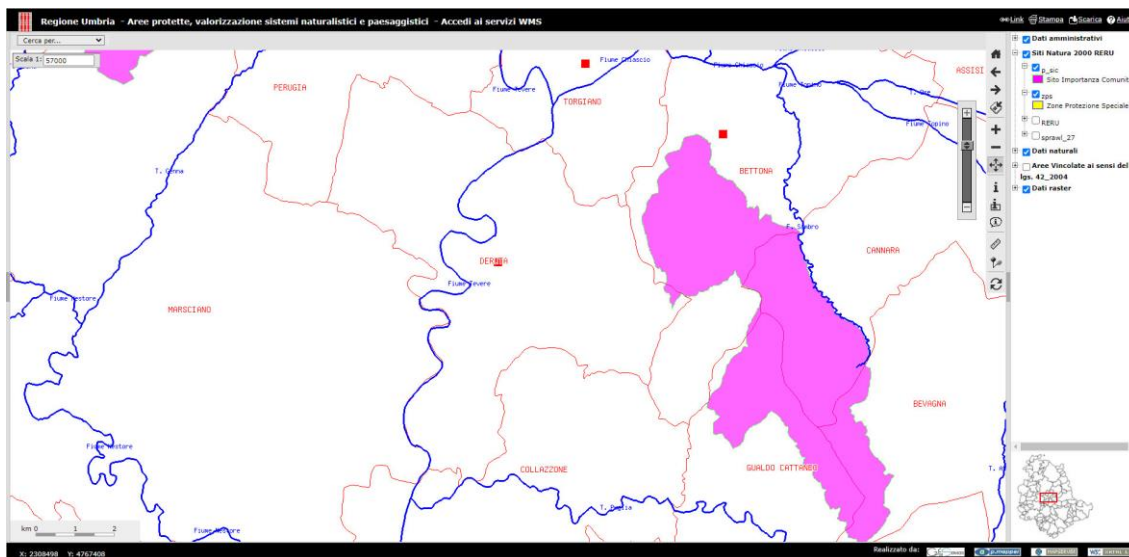 Regione Umbria - Aree protette, valorizzazione sistemi naturalistici e paesaggistici - Accedi ai servizi WMS
Link Stampa Scarica Aiut
Cerca per...
Scala 1: 57000
Dati amministrativi
Siti Natura 2000 RERU
p_sic
Sito Importanza Comunit
zps
Zone Protezione Speciale
RERU
sprawl_27
Dati naturali
Aree Vincolate ai sensi del
lgs. 42_2004
Dati raster
Fiume Chiascio
Fiume Chiascio
ASSISI
PERUGIA
Fiume Tevere
TORGIANO
Fiume Topino
Fiume Topino
T. Genna
BETTONA
CANNARA
Fiume Tevere
Fiume Nestore
MARSCIANO
BEVAGNA
Fiume Nestore
COLLAZZONE
GUALDO CATTANEO
T. Puglia
Fiume Nestore
km 0 1 2
X: 2308498 Y: 4767408
Realizzato da:
p.mapper